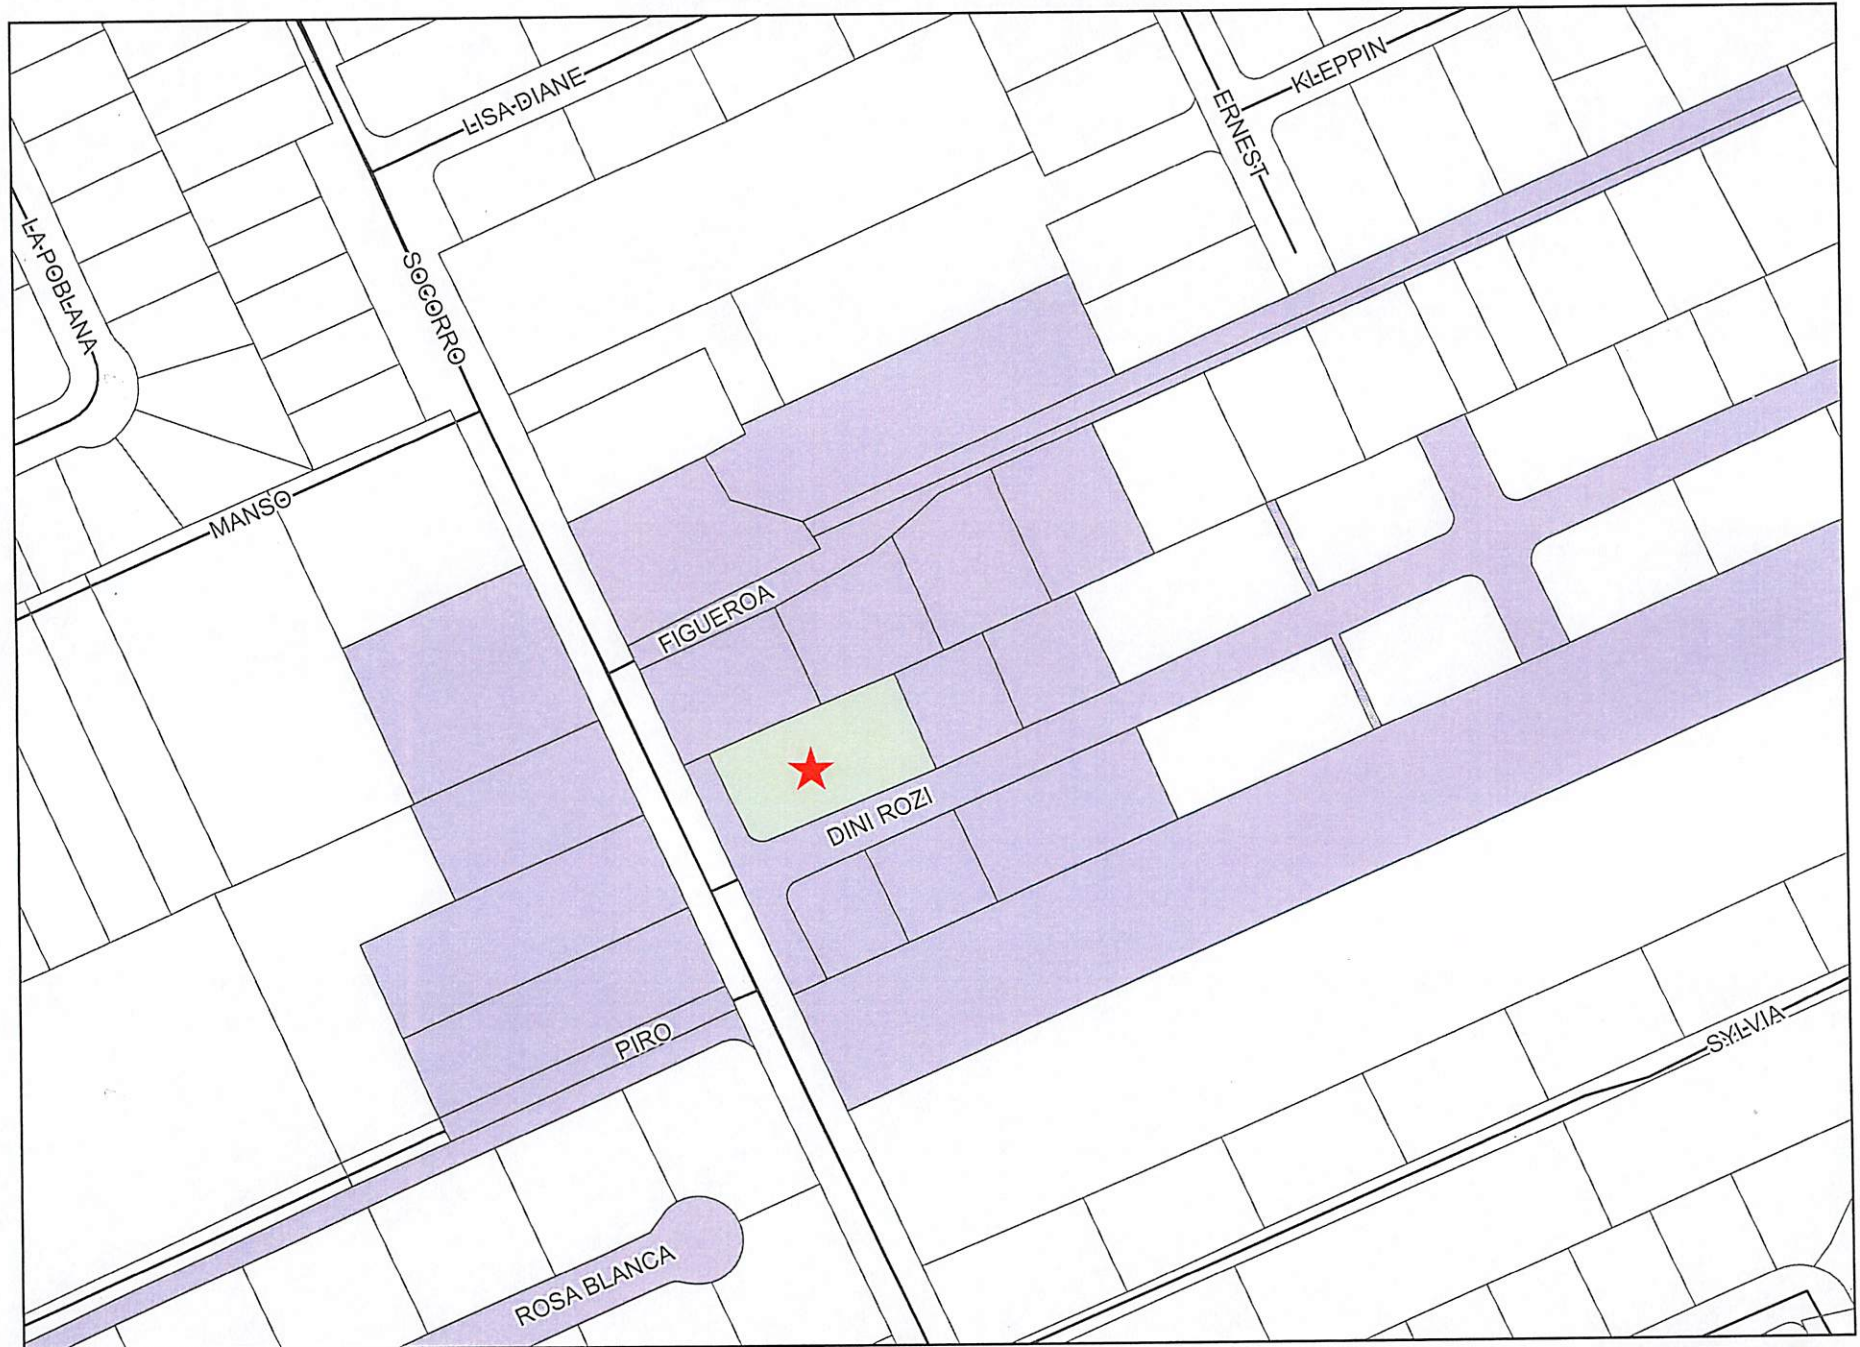 LISA DIANE
KLEPPIN
ERNEST
LA POBLANA
SOCORRO
MANSO
FIGUEROA
DINI ROZI
PIRO
SYLVIA
ROSA BLANCA